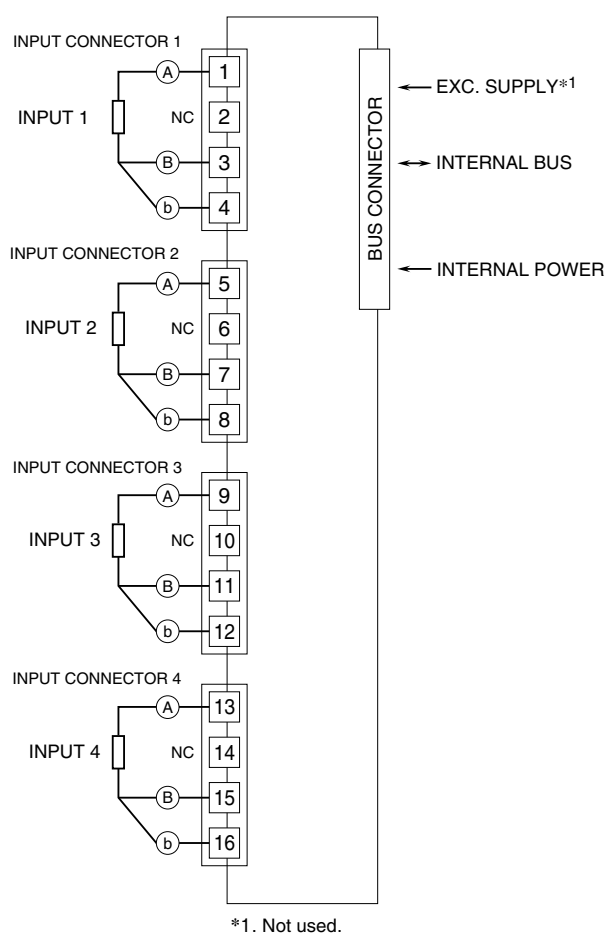 INPUT CONNECTOR 1
A
1
EXC. SUPPLY*1
INPUT 1
NC
2
B
3
INTERNAL BUS
b
4
BUS CONNECTOR
INPUT CONNECTOR 2
INTERNAL POWER
A
5
INPUT 2
NC
6
B
7
b
8
INPUT CONNECTOR 3
A
9
INPUT 3
NC
10
B
11
b
12
INPUT CONNECTOR 4
A
13
INPUT 4
NC
14
B
15
b
16
*1. Not used.